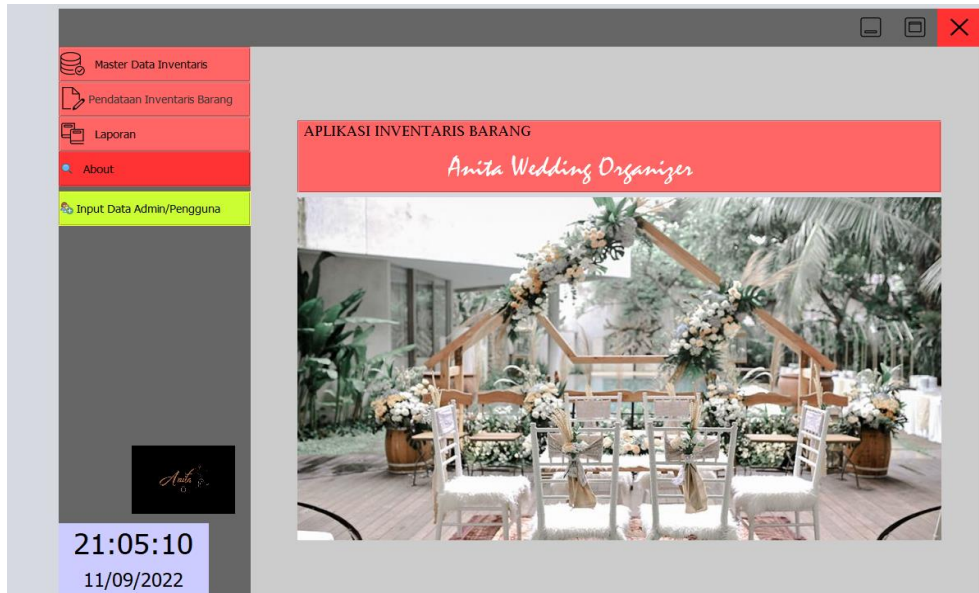 Master Data Inventaris
Pendataan Inventaris Barang
Laporan
About
Input Data Admin/Pengguna
APLIKASI INVENTARIS BARANG
Anita Wedding Organizer
Anita
21:05:10
11/09/2022